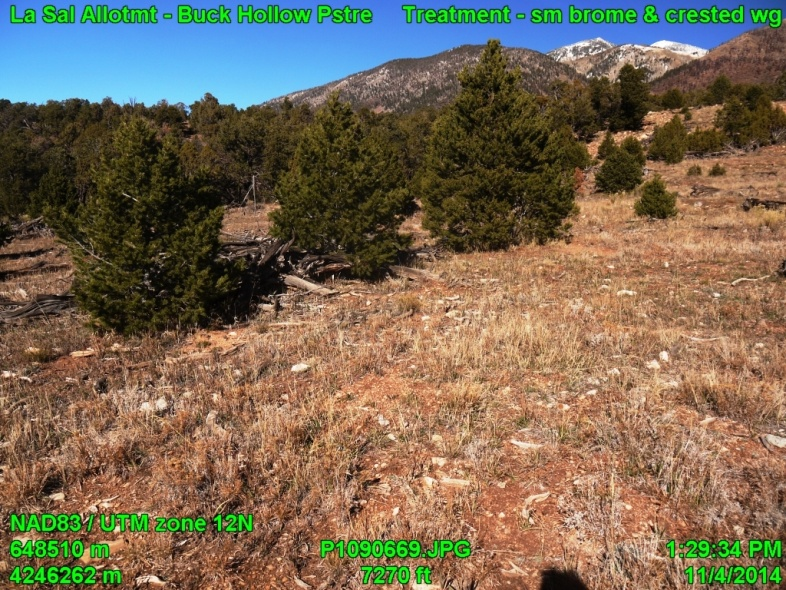 La Sal Allotmt - Buck Hollow Pstre Treatment - sm brome & crested wg
NAD83 / UTM zone 12N
648510 m P1090669.JPG 1:29:34 PM
4246262 m 7270 ft 11/4/2014